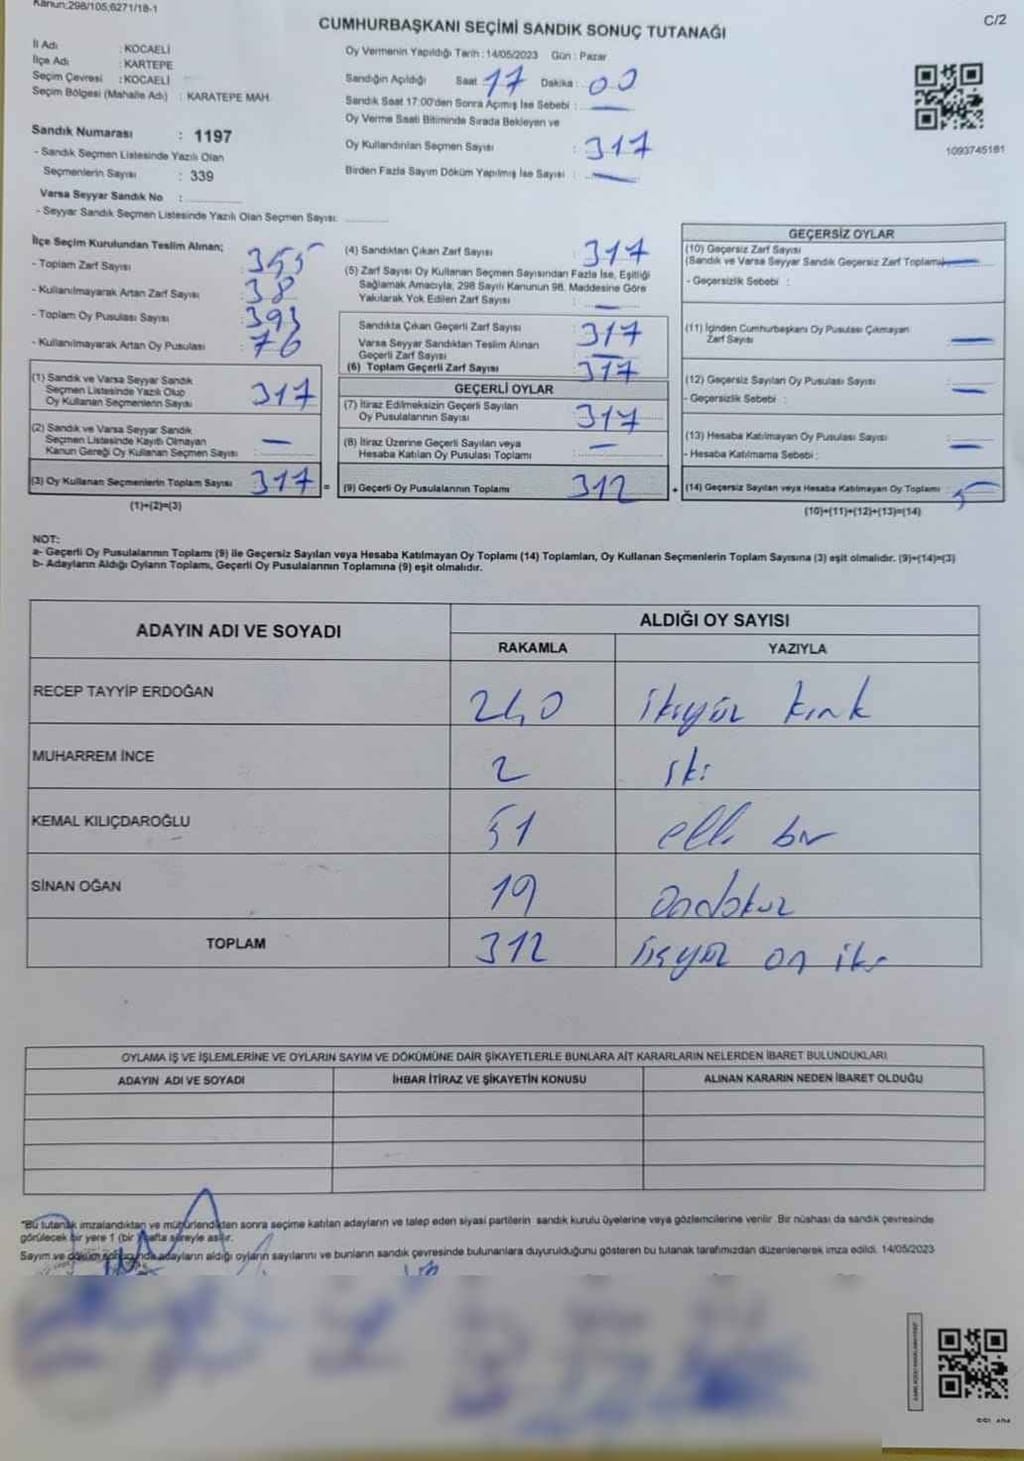 Kanun:298/105;6271/18-1
C/2
CUMHURBAŞKANI SEÇİMİ SANDIK SONUÇ TUTANAĞI
İl Adı : KOCAELİ
İlçe Adı : KARTEPE
Seçim Çevresi : KOCAELİ
Seçim Bölgesi (Mahalle Adı) : KARATEPE MAH.
Sandık Numarası : 1197
- Sandık Seçmen Listesinde Yazılı Olan
Seçmenlerin Sayısı : 339
Varsa Seyyar Sandık No :
- Seyyar Sandık Seçmen Listesinde Yazılı Olan Seçmen Sayısı:
Oy Vermenin Yapıldığı Tarih : 14/05/2023 Gün : Pazar
Sandığın Açıldığı Saat 17 Dakika : 00
Sandık Saat 17:00'den Sonra Açmış İse Sebebi :
Oy Verme Saati Bitiminde Sırada Bekleyen ve
Oy Kullandırılan Seçmen Sayısı : 317
Birden Fazla Sayım Döküm Yapılmış İse Sayısı :
1093745181
İlçe Seçim Kurulundan Teslim Alınan;
- Toplam Zarf Sayısı : 355
- Kullanılmayarak Artan Zarf Sayısı : 38
- Toplam Oy Pusulası Sayısı : 393
- Kullanılmayarak Artan Oy Pusulası : 76
(1) Sandık ve Varsa Seyyar Sandık
Seçmen Listesinde Yazılı Olup
Oy Kullanan Seçmenlerin Sayısı 317
(2) Sandık ve Varsa Seyyar Sandık
Seçmen Listesinde Kayıtlı Olmayan
Kanun Gereği Oy Kullanan Seçmen Sayısı : —
(3) Oy Kullanan Seçmenlerin Toplam Sayısı 317 =
(1)+(2)=(3)
(4) Sandıktan Çıkan Zarf Sayısı : 317
(5) Zarf Sayısı Oy Kullanan Seçmen Sayısından Fazla İse, Eşitliği
Sağlamak Amacıyla, 298 Sayılı Kanunun 98. Maddesine Göre
Yakılarak Yok Edilen Zarf Sayısı : —
Sandıkta Çıkan Geçerli Zarf Sayısı : 317
Varsa Seyyar Sandıktan Teslim Alınan
Geçerli Zarf Sayısı : —
(6) Toplam Geçerli Zarf Sayısı : 317
GEÇERLİ OYLAR
(7) İtiraz Edilmeksizin Geçerli Sayılan
Oy Pusulalarının Sayısı : 317
(8) İtiraz Üzerine Geçerli Sayılan veya
Hesaba Katılan Oy Pusulası Toplamı : —
(9) Geçerli Oy Pusulalarının Toplamı 312 +
GEÇERSİZ OYLAR
(10) Geçersiz Zarf Sayısı
(Sandık ve Varsa Seyyar Sandık Geçersiz Zarf Toplamı) —
- Geçersizlik Sebebi :
(11) İçinden Cumhurbaşkanı Oy Pusulası Çıkmayan
Zarf Sayısı : —
(12) Geçersiz Sayılan Oy Pusulası Sayısı : —
- Geçersizlik Sebebi :
(13) Hesaba Katılmayan Oy Pusulası Sayısı : —
- Hesaba Katılmama Sebebi :
(14) Geçersiz Sayılan veya Hesaba Katılmayan Oy Toplamı : 5
(10)+(11)+(12)+(13)=(14)
NOT:
a- Geçerli Oy Pusulalarının Toplamı (9) ile Geçersiz Sayılan veya Hesaba Katılmayan Oy Toplamı (14) Toplamları, Oy Kullanan Seçmenlerin Toplam Sayısına (3) eşit olmalıdır. (9)+(14)=(3)
b- Adayların Aldığı Oyların Toplamı, Geçerli Oy Pusulalarının Toplamına (9) eşit olmalıdır.
ADAYIN ADI VE SOYADI
ALDIĞI OY SAYISI
RAKAMLA YAZIYLA
RECEP TAYYİP ERDOĞAN 240 ikiyüz kırk
MUHARREM İNCE 2 iki
KEMAL KILIÇDAROĞLU 51 elli bir
SİNAN OĞAN 19 Ondokuz
TOPLAM 312 üçyüz on iki
OYLAMA İŞ VE İŞLEMLERİNE VE OYLARIN SAYIM VE DÖKÜMÜNE DAİR ŞİKAYETLERLE BUNLARA AİT KARARLARIN NELERDEN İBARET BULUNDUKLARI
ADAYIN ADI VE SOYADI İHBAR İTİRAZ VE ŞİKAYETİN KONUSU ALINAN KARARIN NEDEN İBARET OLDUĞU
"Bu tutanak imzalandıktan ve mühürlendikten sonra seçime katılan adayların ve talep eden siyasi partilerin sandık kurulu üyelerine veya gözlemcilerine verilir. Bir nüshası da sandık çevresinde
görülecek bir yere 1 (bir) hafta süreyle asılır.
Sayım ve döküm sonucunda adayların aldığı oyların sayılarını ve bunların sandık çevresinde bulunanlara duyurulduğunu gösteren bu tutanak tarafımızdan düzenlenerek imza edildi. 14/05/2023